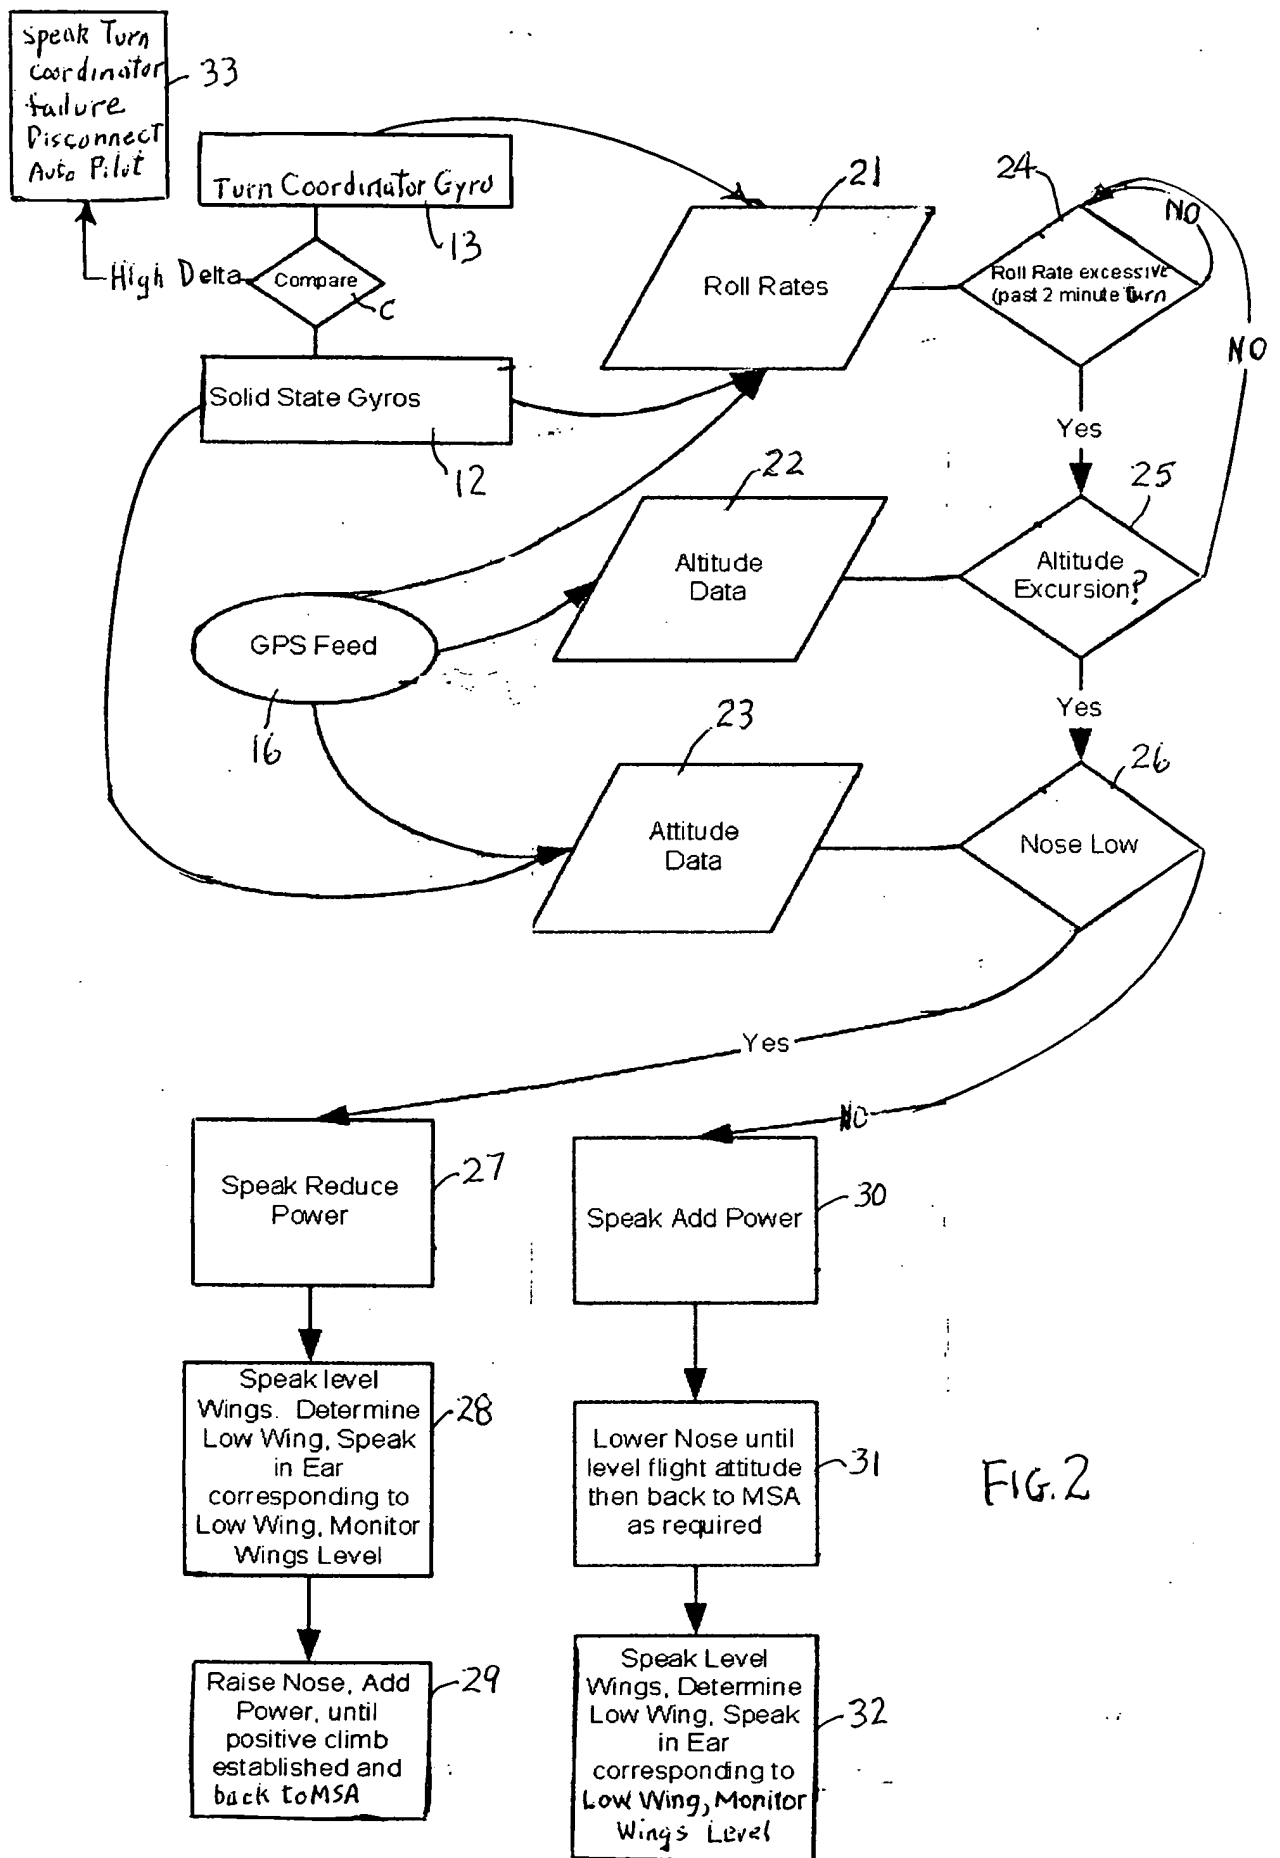 Speak Turn
Coordinator
failure
Disconnect
Auto Pilot
33
Turn Coordinator Gyro
13
High Delta
Compare
C
Solid State Gyros
12
21
Roll Rates
24
Roll Rate excessive
(past 2 minute Turn
NO
NO
Yes
22
Altitude
Data
25
Altitude
Excursion?
GPS Feed
16
Yes
23
Attitude
Data
26
Nose Low
Yes
NO
Speak Reduce
Power
27
Speak Add Power
30
Speak level
Wings. Determine
Low Wing, Speak
in Ear
corresponding to
Low Wing, Monitor
Wings Level
28
Lower Nose until
level flight attitude
then back to MSA
as required
31
FIG. 2
Raise Nose, Add
Power, until
positive climb
established and
back to MSA
29
Speak Level
Wings, Determine
Low Wing, Speak
in Ear
corresponding to
Low Wing, Monitor
Wings Level
32